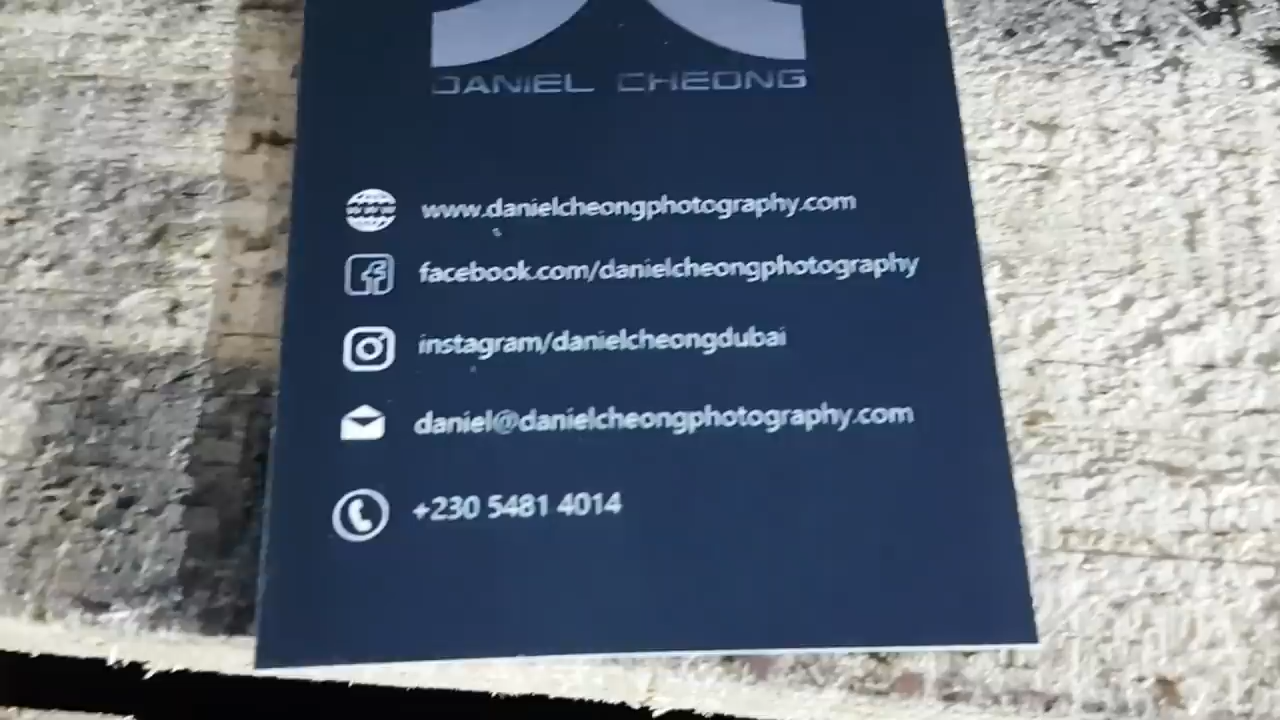 DANIEL CHEONG
www.danielcheongphotography.com
facebook.com/danielcheongphotography
instagram/danielcheongdubai
daniel@danielcheongphotography.com
+230 5481 4014